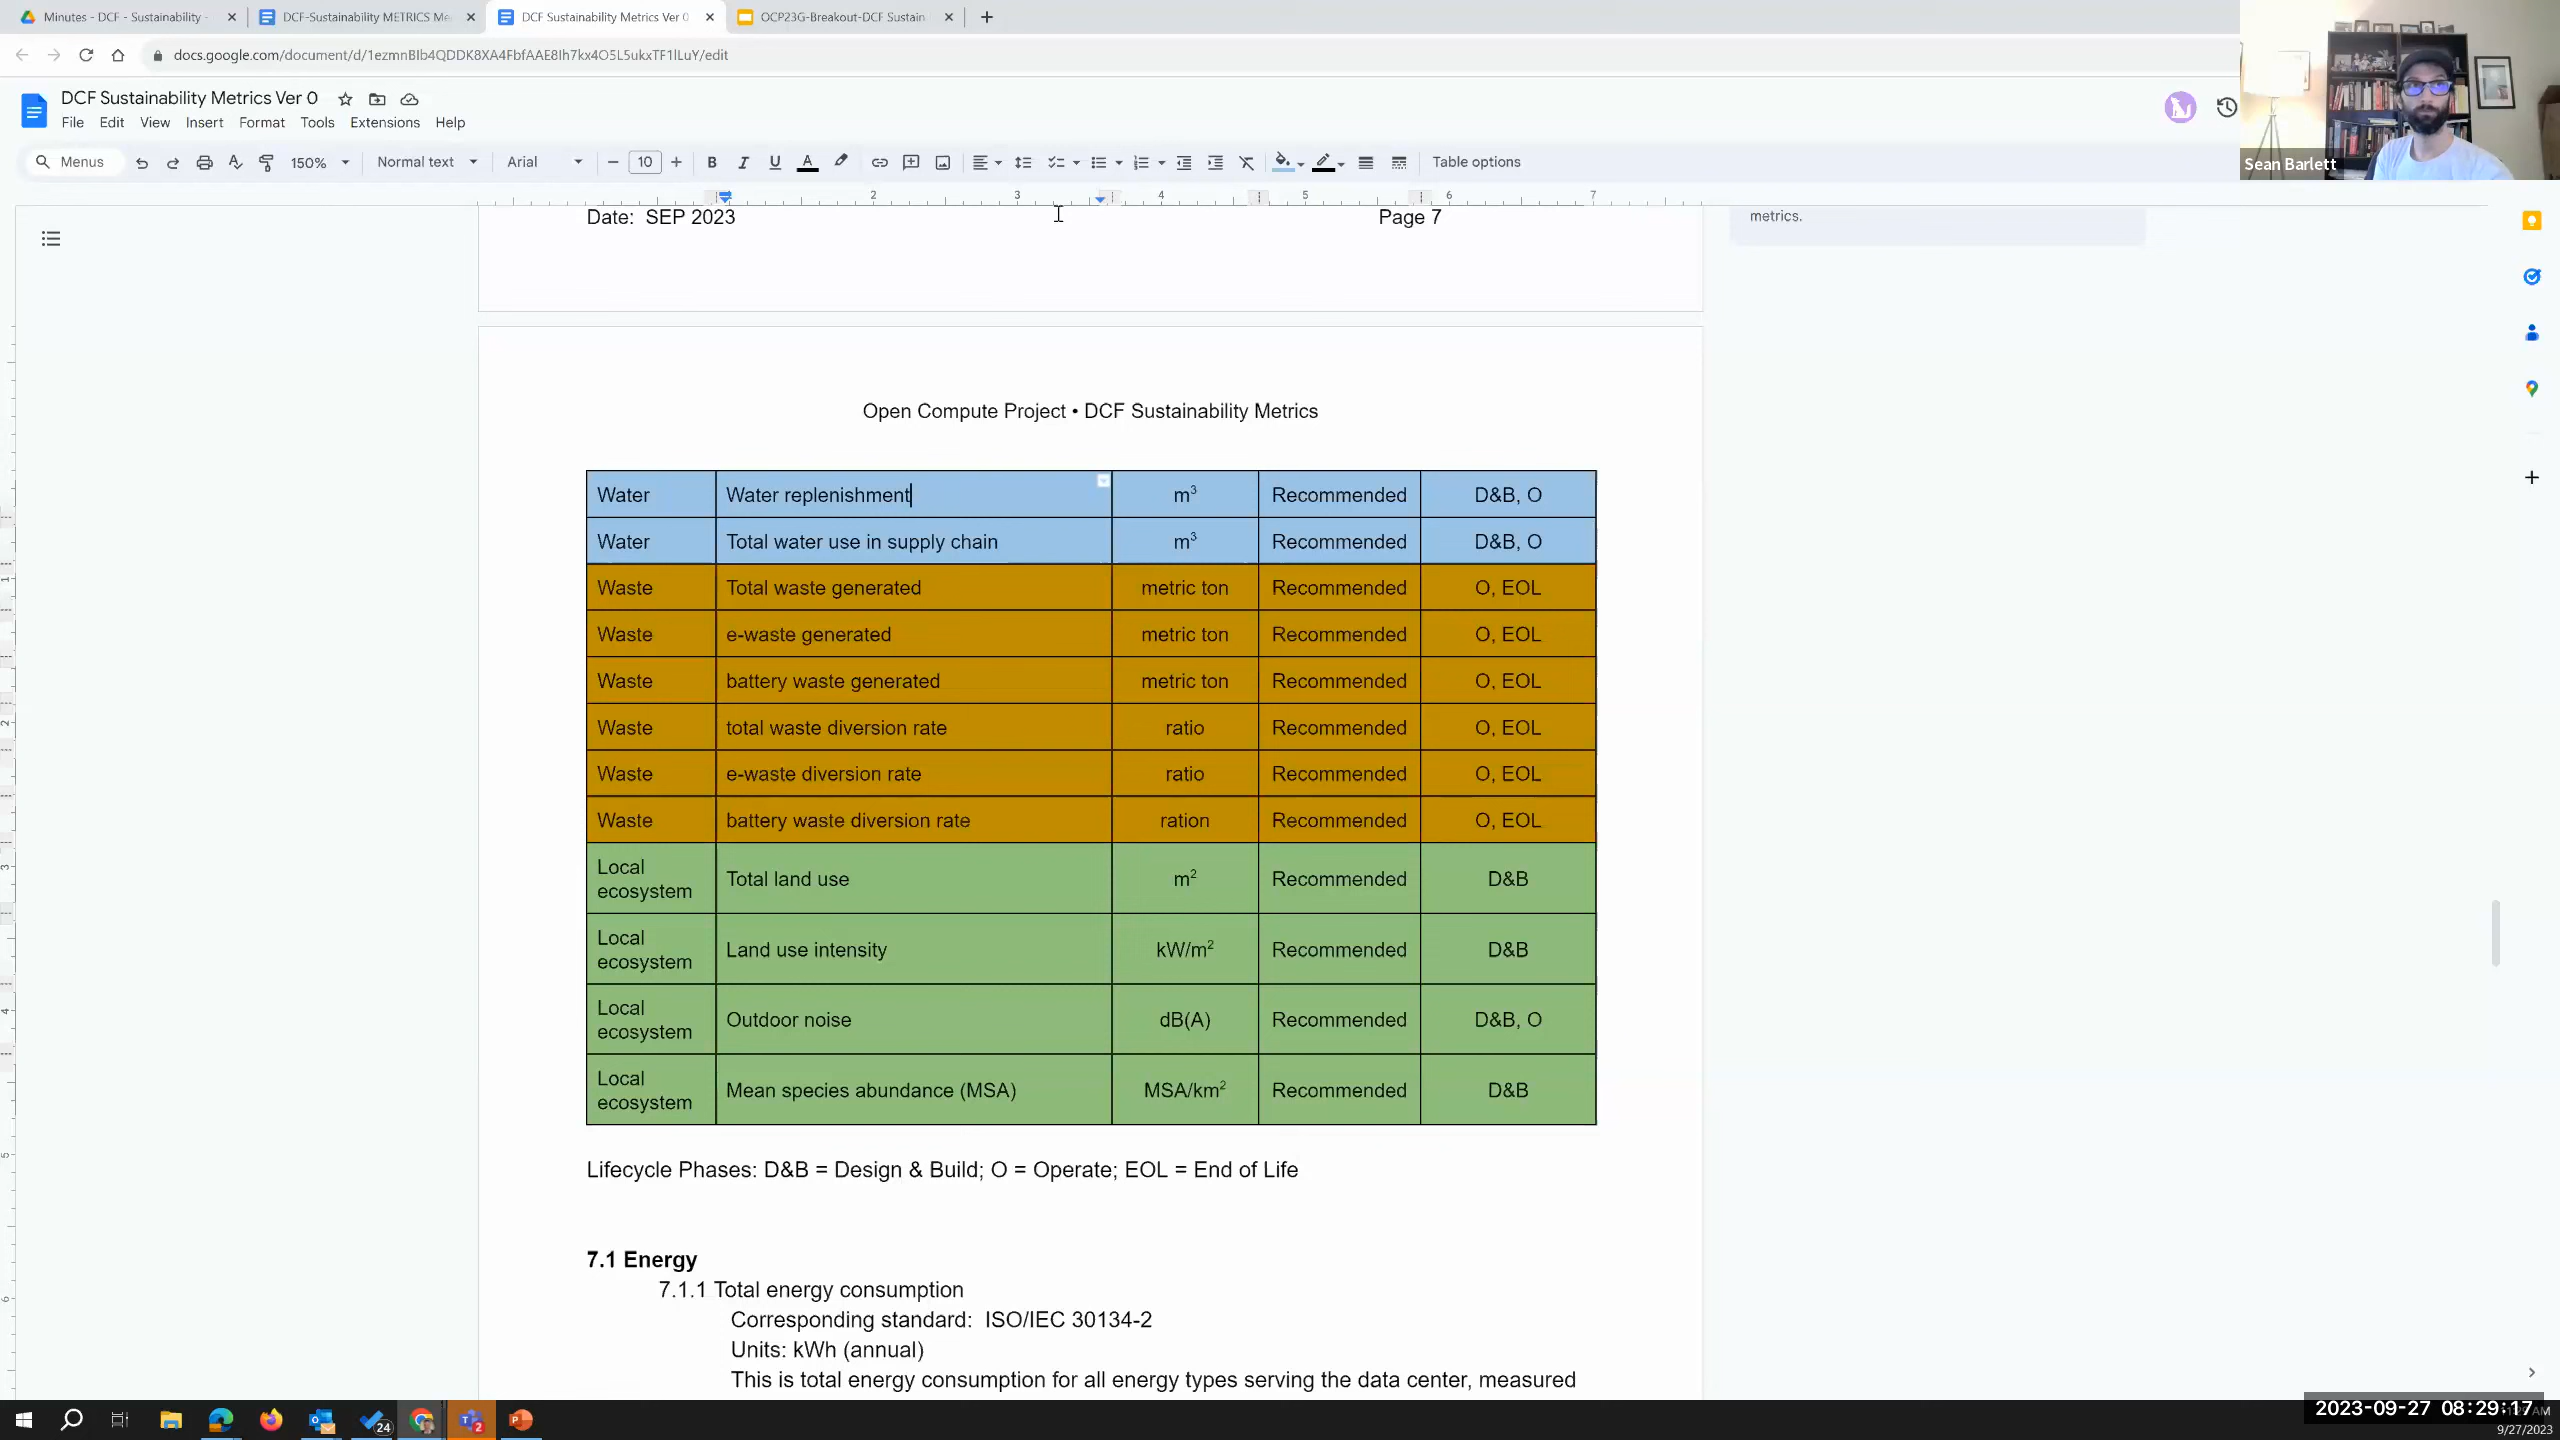 Minutes - DCF - Sustainability -
DCF-Sustainability METRICS Me
DCF Sustainability Metrics Ver 0
OCP23G-Breakout-DCF Sustain
docs.google.com/document/d/1ezmnBIb4QDDK8XA4FbfAAE8Ih7kx4O5L5ukxTF1lLuY/edit
DCF Sustainability Metrics Ver 0
File Edit View Insert Format Tools Extensions Help
Menus 150% Normal text Arial 10 Table options
Sean Barlett
2 3 4 5 6 7
Date: SEP 2023 Page 7
metrics.
Open Compute Project • DCF Sustainability Metrics
Water Water replenishment m³ Recommended D&B, O
Water Total water use in supply chain m³ Recommended D&B, O
Waste Total waste generated metric ton Recommended O, EOL
Waste e-waste generated metric ton Recommended O, EOL
Waste battery waste generated metric ton Recommended O, EOL
Waste total waste diversion rate ratio Recommended O, EOL
Waste e-waste diversion rate ratio Recommended O, EOL
Waste battery waste diversion rate ration Recommended O, EOL
Local ecosystem Total land use m² Recommended D&B
Local ecosystem Land use intensity kW/m² Recommended D&B
Local ecosystem Outdoor noise dB(A) Recommended D&B, O
Local ecosystem Mean species abundance (MSA) MSA/km² Recommended D&B
Lifecycle Phases: D&B = Design & Build; O = Operate; EOL = End of Life
7.1 Energy
7.1.1 Total energy consumption
Corresponding standard: ISO/IEC 30134-2
Units: kWh (annual)
This is total energy consumption for all energy types serving the data center, measured
24
2
2023-09-27 08:29:17
9/27/2023